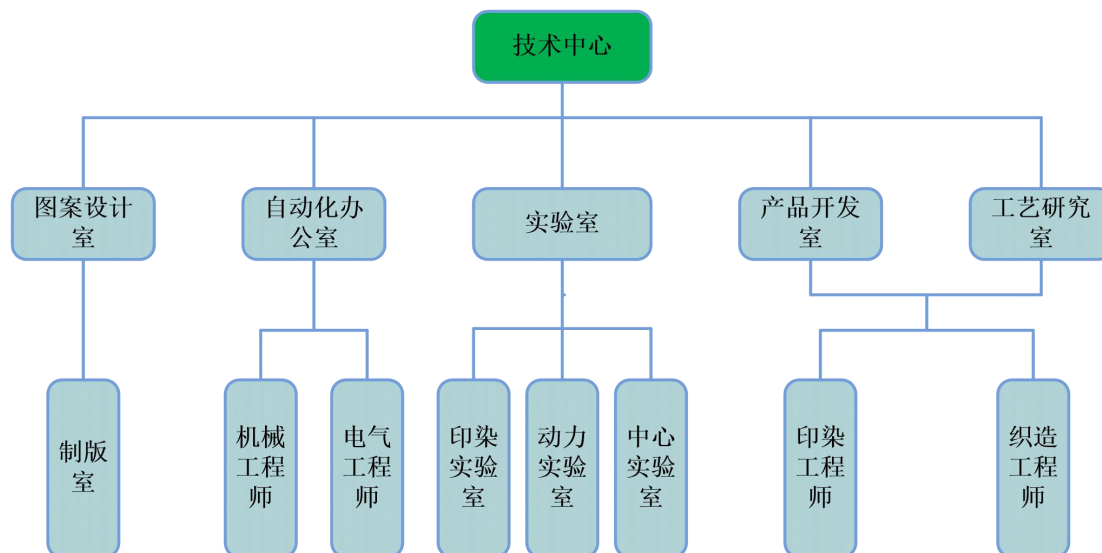 技术中心
图案设计
室
自动化办
公室
实验室
产品开发
室
工艺研究
室
制版
室
机械
工程
师
电气
工程
师
印染
实验
室
动力
实验
室
中心
实验
室
印染
工程
师
织造
工程
师